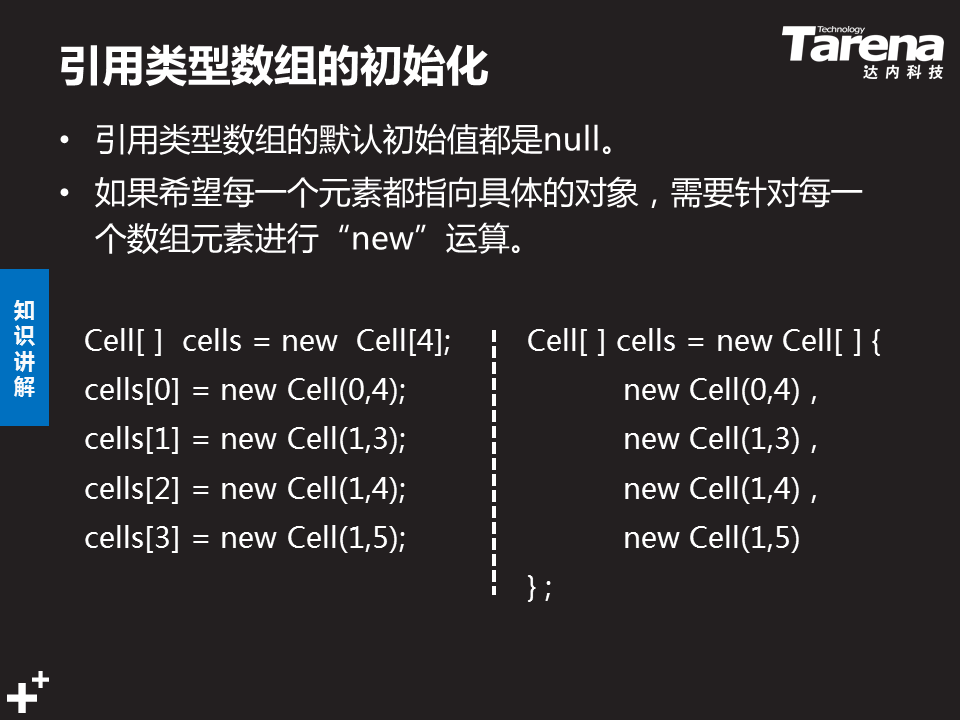 引用类型数组的初始化
Technology
Tarena
达内科技
• 引用类型数组的默认初始值都是null。
• 如果希望每一个元素都指向具体的对象，需要针对每一
个数组元素进行“new”运算。
知识讲解
Cell[ ]  cells = new  Cell[4];
cells[0] = new Cell(0,4);
cells[1] = new Cell(1,3);
cells[2] = new Cell(1,4);
cells[3] = new Cell(1,5);
Cell[ ] cells = new Cell[ ] {
new Cell(0,4) ,
new Cell(1,3) ,
new Cell(1,4) ,
new Cell(1,5)
} ;